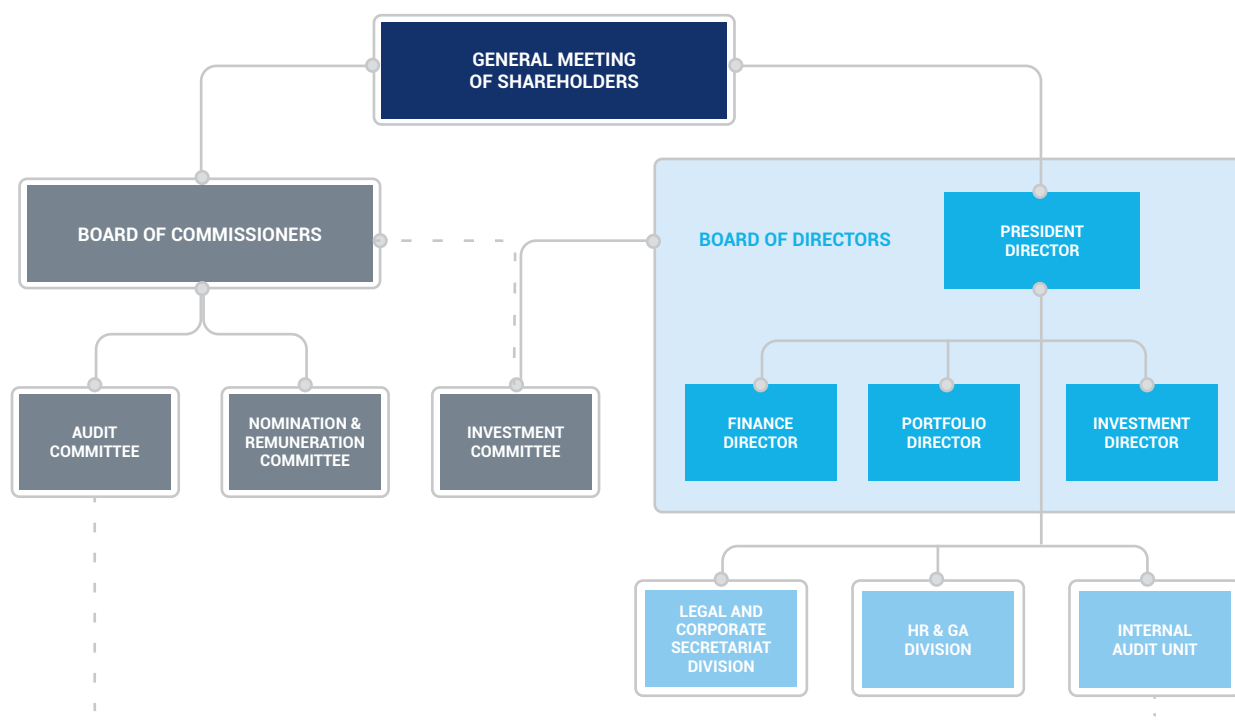 GENERAL MEETING
OF SHAREHOLDERS
BOARD OF COMMISSIONERS
BOARD OF DIRECTORS
PRESIDENT
DIRECTOR
AUDIT
COMMITTEE
NOMINATION &
REMUNERATION
COMMITTEE
INVESTMENT
COMMITTEE
FINANCE
DIRECTOR
PORTFOLIO
DIRECTOR
INVESTMENT
DIRECTOR
LEGAL AND
CORPORATE
SECRETARIAT
DIVISION
HR & GA
DIVISION
INTERNAL
AUDIT UNIT